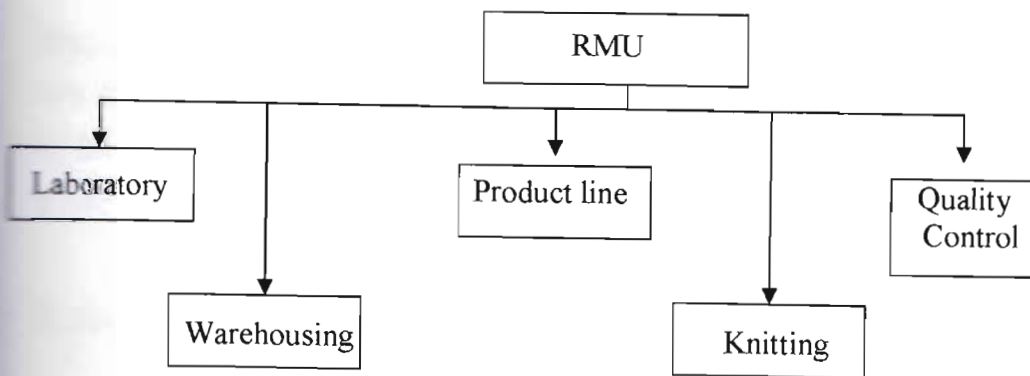 RMU
Laboratory
Product line
Quality
Control
Warehousing
Knitting